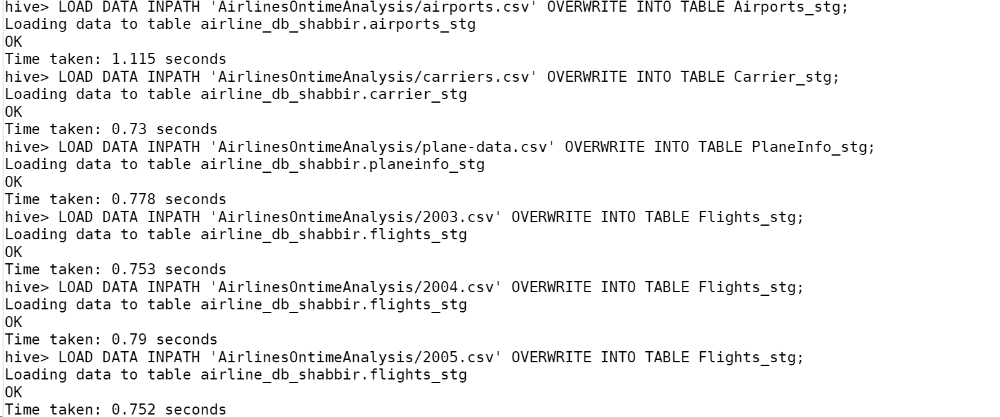 hive> LOAD DATA INPATH 'AirlinesOntimeAnalysis/airports.csv' OVERWRITE INTO TABLE Airports_stg;
Loading data to table airline_db_shabbir.airports_stg
OK
Time taken: 1.115 seconds
hive> LOAD DATA INPATH 'AirlinesOntimeAnalysis/carriers.csv' OVERWRITE INTO TABLE Carrier_stg;
Loading data to table airline_db_shabbir.carrier_stg
OK
Time taken: 0.73 seconds
hive> LOAD DATA INPATH 'AirlinesOntimeAnalysis/plane-data.csv' OVERWRITE INTO TABLE PlaneInfo_stg;
Loading data to table airline_db_shabbir.planeinfo_stg
OK
Time taken: 0.778 seconds
hive> LOAD DATA INPATH 'AirlinesOntimeAnalysis/2003.csv' OVERWRITE INTO TABLE Flights_stg;
Loading data to table airline_db_shabbir.flights_stg
OK
Time taken: 0.753 seconds
hive> LOAD DATA INPATH 'AirlinesOntimeAnalysis/2004.csv' OVERWRITE INTO TABLE Flights_stg;
Loading data to table airline_db_shabbir.flights_stg
OK
Time taken: 0.79 seconds
hive> LOAD DATA INPATH 'AirlinesOntimeAnalysis/2005.csv' OVERWRITE INTO TABLE Flights_stg;
Loading data to table airline_db_shabbir.flights_stg
OK
Time taken: 0.752 seconds